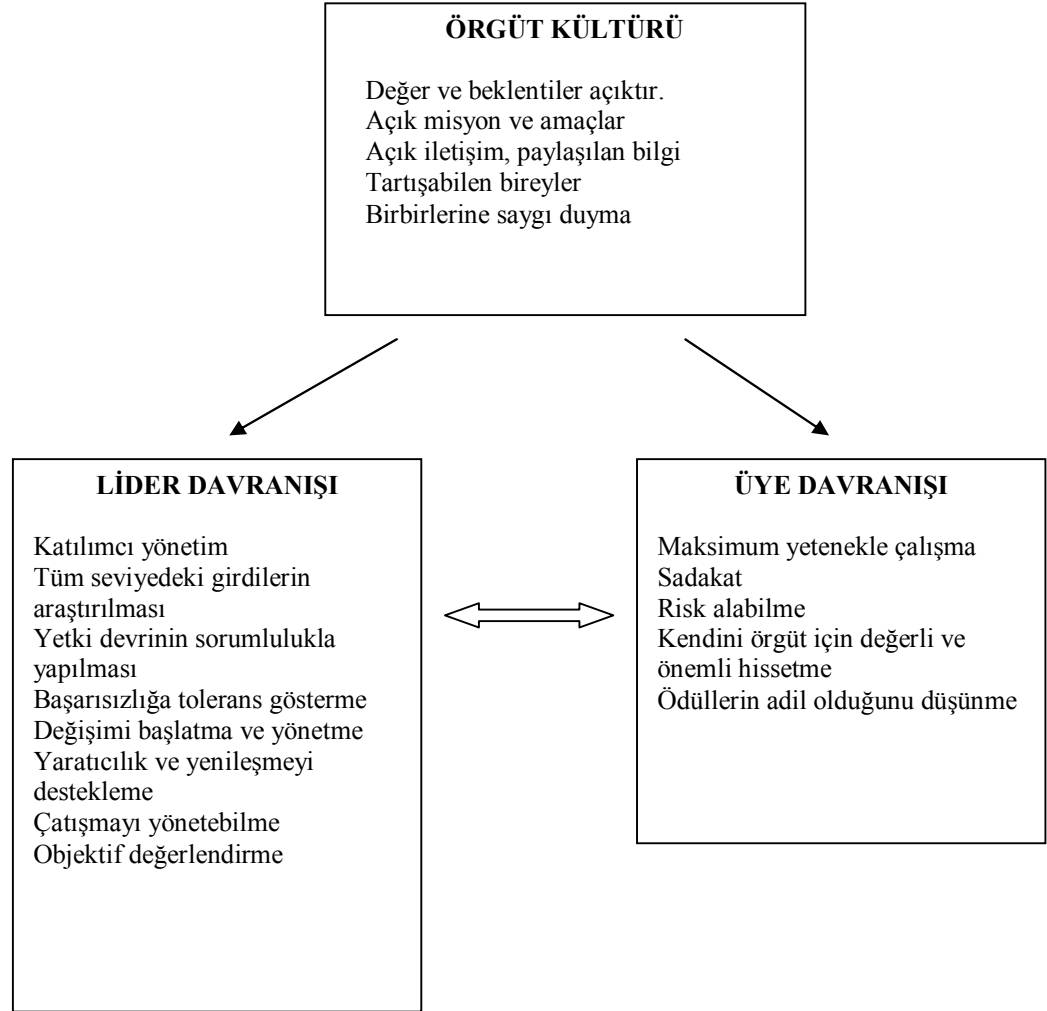 ÖRGÜT KÜLTÜRÜ
Değer ve beklentiler açıktır.
Açık misyon ve amaçlar
Açık iletişim, paylaşılan bilgi
Tartışabilen bireyler
Birbirlerine saygı duyma
LİDER DAVRANIŞI
Katılımcı yönetim
Tüm seviyedeki girdilerin
araştırılması
Yetki devrinin sorumlulukla
yapılması
Başarısızlığa tolerans gösterme
Değişimi başlatma ve yönetme
Yaratıcılık ve yenileşmeyi
destekleme
Çatışmayı yönetebilme
Objektif değerlendirme
ÜYE DAVRANIŞI
Maksimum yetenekle çalışma
Sadakat
Risk alabilme
Kendini örgüt için değerli ve
önemli hissetme
Ödüllerin adil olduğunu düşünme